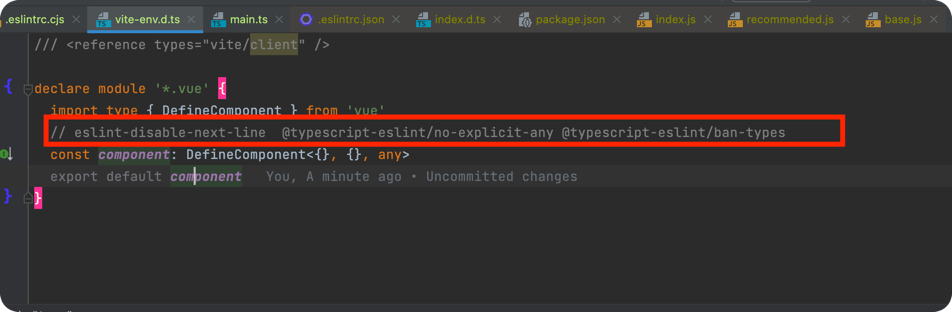 .eslintrc.cjs vite-env.d.ts main.ts .eslintrc.json index.d.ts package.json index.js recommended.js base.js
/// <reference types="vite/client" />
declare module '*.vue' {
import type { DefineComponent } from 'vue'
// eslint-disable-next-line  @typescript-eslint/no-explicit-any @typescript-eslint/ban-types
const component: DefineComponent<{}, {}, any>
export default component   You, A minute ago • Uncommitted changes
}